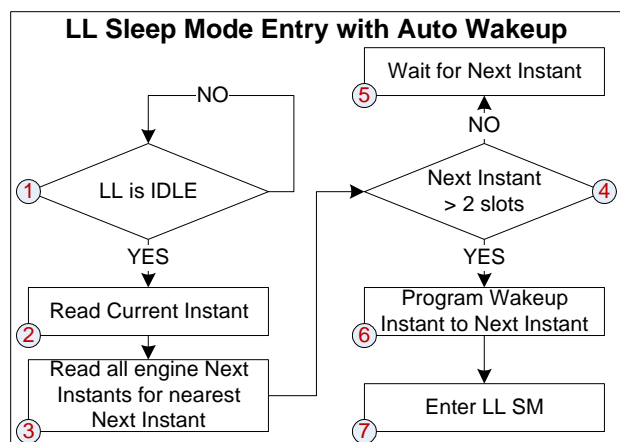 LL Sleep Mode Entry with Auto Wakeup
NO
1
LL is IDLE
YES
Read Current Instant
2
Read all engine Next
Instants for nearest
Next Instant
3
Wait for Next Instant
5
NO
Next Instant
> 2 slots
4
YES
Program Wakeup
Instant to Next Instant
6
Enter LL SM
7